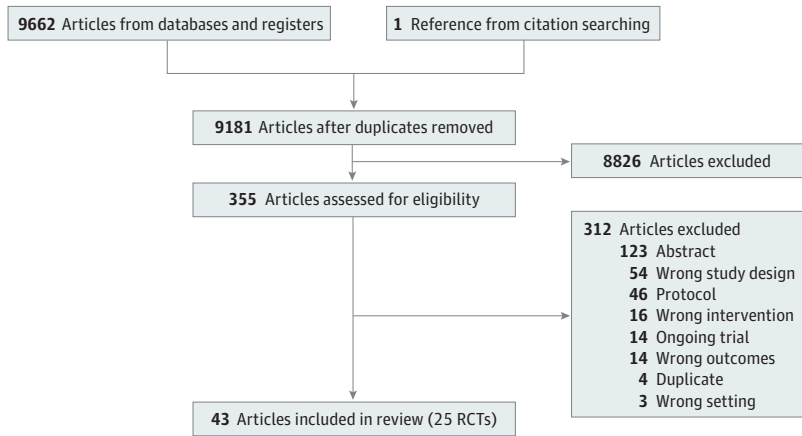 9662 Articles from databases and registers
1 Reference from citation searching
9181 Articles after duplicates removed
8826 Articles excluded
355 Articles assessed for eligibility
312 Articles excluded
123 Abstract
54 Wrong study design
46 Protocol
16 Wrong intervention
14 Ongoing trial
14 Wrong outcomes
4 Duplicate
3 Wrong setting
43 Articles included in review (25 RCTs)